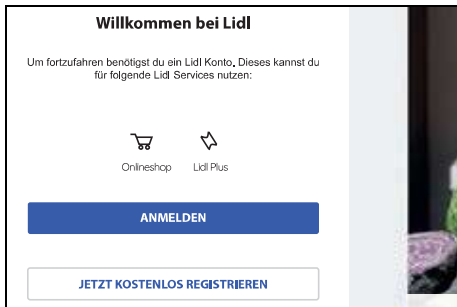 Willkommen bei Lidl
Um fortzufahren benötigst du ein Lidl Konto. Dieses kannst du
für folgende Lidl Services nutzen:
Onlineshop Lidl Plus
ANMELDEN
JETZT KOSTENLOS REGISTRIEREN